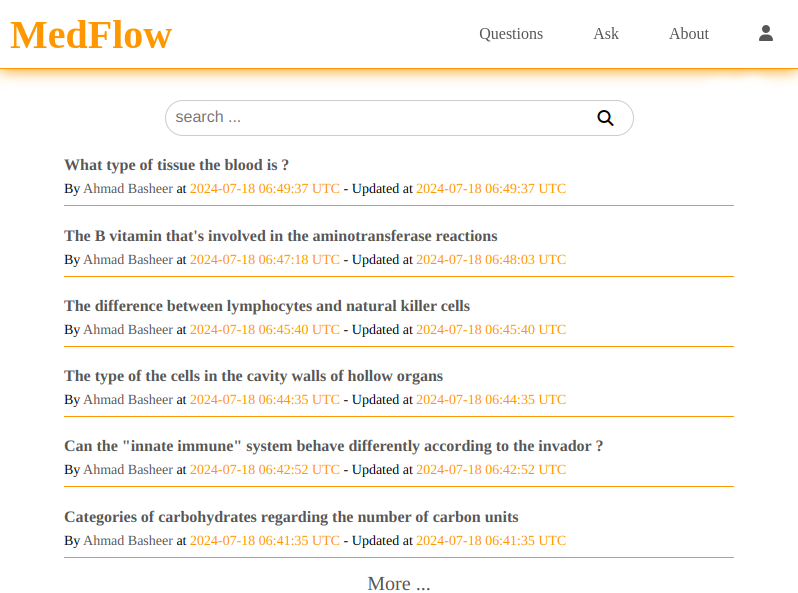 MedFlow
Questions
Ask
About
search ...
What type of tissue the blood is ?
By Ahmad Basheer at 2024-07-18 06:49:37 UTC - Updated at 2024-07-18 06:49:37 UTC
The B vitamin that's involved in the aminotransferase reactions
By Ahmad Basheer at 2024-07-18 06:47:18 UTC - Updated at 2024-07-18 06:48:03 UTC
The difference between lymphocytes and natural killer cells
By Ahmad Basheer at 2024-07-18 06:45:40 UTC - Updated at 2024-07-18 06:45:40 UTC
The type of the cells in the cavity walls of hollow organs
By Ahmad Basheer at 2024-07-18 06:44:35 UTC - Updated at 2024-07-18 06:44:35 UTC
Can the "innate immune" system behave differently according to the invador ?
By Ahmad Basheer at 2024-07-18 06:42:52 UTC - Updated at 2024-07-18 06:42:52 UTC
Categories of carbohydrates regarding the number of carbon units
By Ahmad Basheer at 2024-07-18 06:41:35 UTC - Updated at 2024-07-18 06:41:35 UTC
More ...